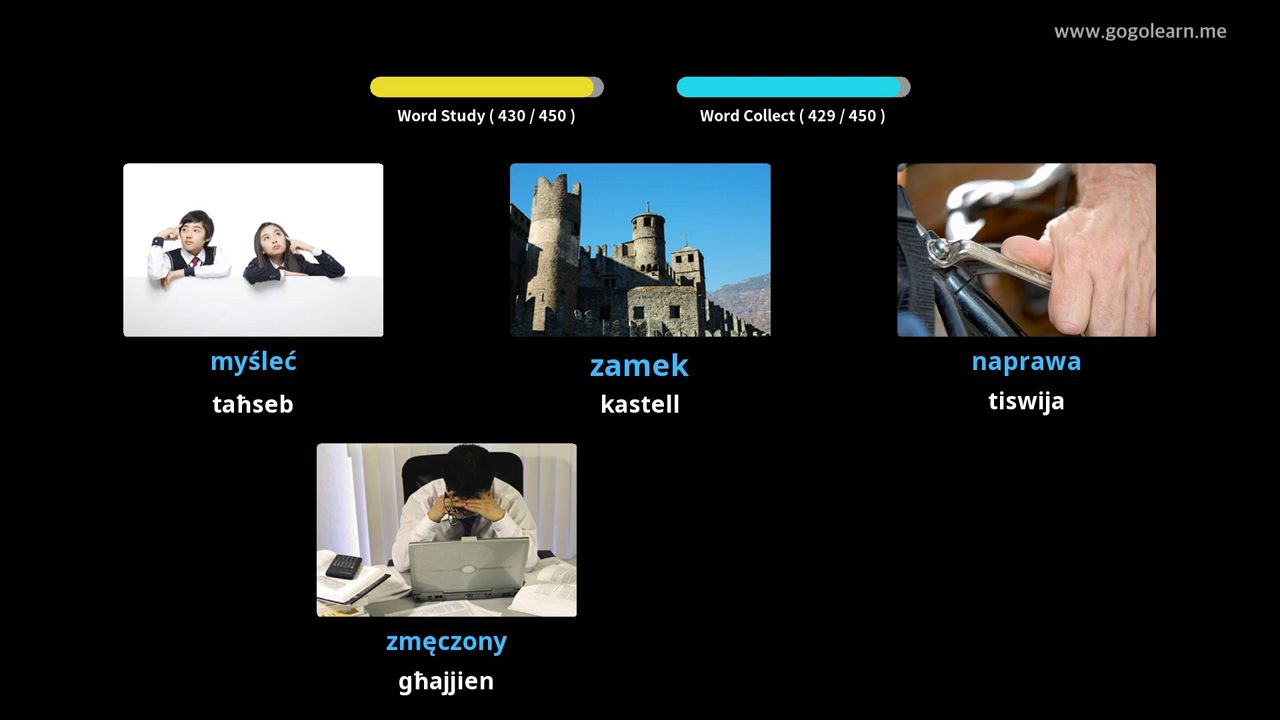 www.gogolearn.me
Word Study ( 430 / 450 )
Word Collect ( 429 / 450 )
myśleć
taħseb
zamek
kastell
naprawa
tiswija
zmęczony
għajjien